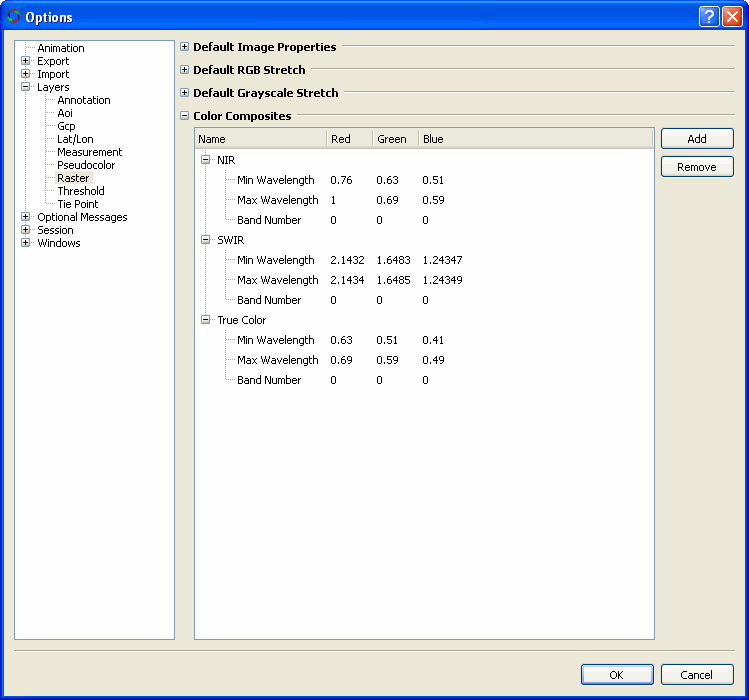 Options
Animation
Export
Import
Layers
Annotation
Aoi
Gcp
Lat/Lon
Measurement
Pseudocolor
Raster
Threshold
Tie Point
Optional Messages
Session
Windows
Default Image Properties
Default RGB Stretch
Default Grayscale Stretch
Color Composites
Name Red Green Blue
NIR
Min Wavelength 0.76 0.63 0.51
Max Wavelength 1 0.69 0.59
Band Number 0 0 0
SWIR
Min Wavelength 2.1432 1.6483 1.24347
Max Wavelength 2.1434 1.6485 1.24349
Band Number 0 0 0
True Color
Min Wavelength 0.63 0.51 0.41
Max Wavelength 0.69 0.59 0.49
Band Number 0 0 0
Add
Remove
OK Cancel